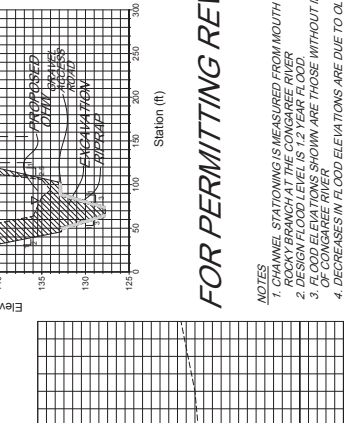 Elev
135
130
125
0
50
100
150
200
250
300
Station (ft)
PROPOSED
OHW
GRAVEL
ACCESS
ROAD
EXCAVATION
RIPRAP
FOR PERMITTING REV
NOTES
1. CHANNEL STATIONING IS MEASURED FROM MOUTH
ROCKY BRANCH AT THE CONGAREE RIVER
2. DESIGN FLOOD LEVEL IS 1.2 YEAR FLOOD.
3. FLOOD ELEVATIONS SHOWN ARE THOSE WITHOUT
OF CONGAREE RIVER
4. DECREASES IN FLOOD ELEVATIONS ARE DUE TO